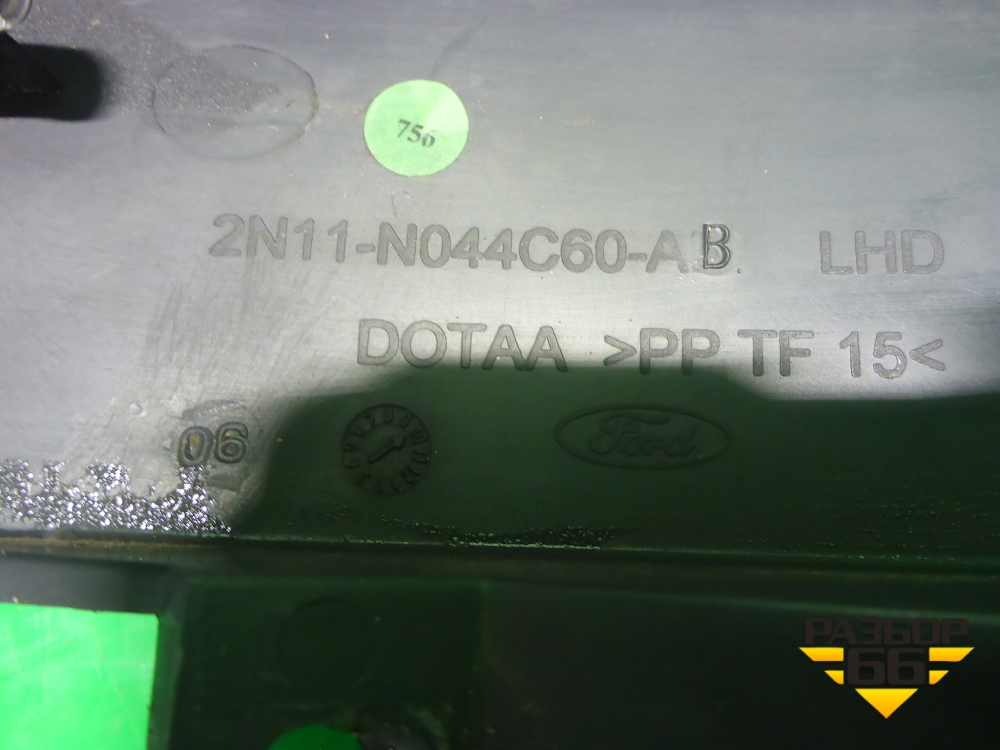 756
2N11-N044C60-AB LHD
DOTAA >PP TF 15<
06
Ford
РАЗБОР
66